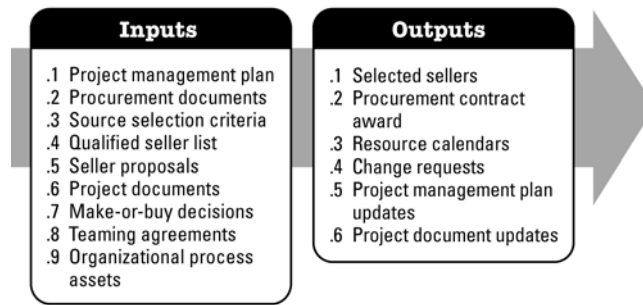 Inputs
.1 Project management plan
.2 Procurement documents
.3 Source selection criteria
.4 Qualified seller list
.5 Seller proposals
.6 Project documents
.7 Make-or-buy decisions
.8 Teaming agreements
.9 Organizational process
assets
Outputs
.1 Selected sellers
.2 Procurement contract
award
.3 Resource calendars
.4 Change requests
.5 Project management plan
updates
.6 Project document updates